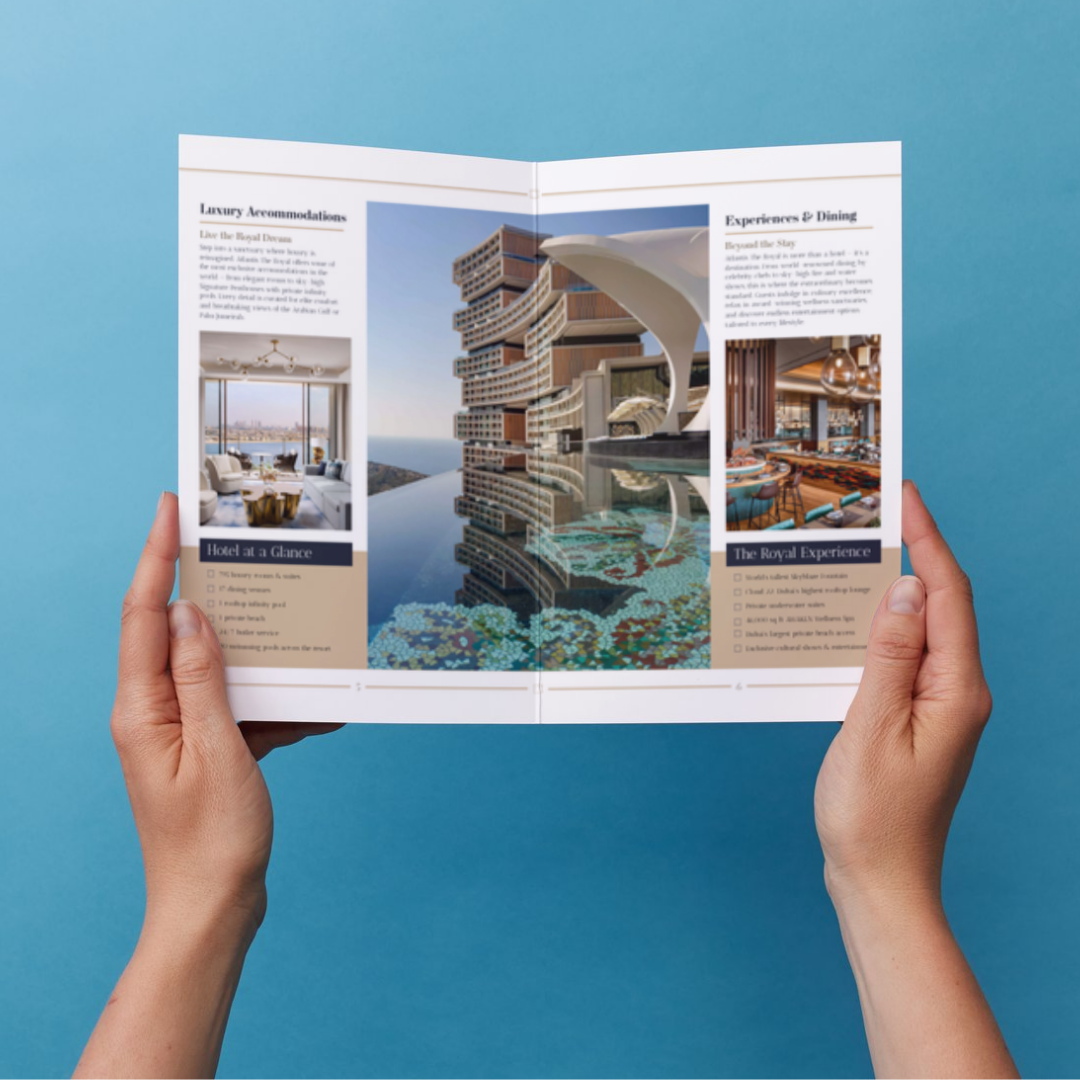 Luxury Accommodations
Live the Royal Dream
Step into a sanctuary where luxury is
reimagined. Atlantis The Royal offers some of
the most exclusive accommodations in the
world — from elegant rooms to sky-high
Signature Penthouses with private infinity
pools. Every detail is curated for elite comfort
and breathtaking views of the Arabian Gulf or
Palm Jumeirah.
Hotel at a Glance
795 luxury rooms & suites
17 dining venues
1 rooftop infinity pool
1 private beach
24/7 butler service
swimming pools across the resort
5
Experiences & Dining
Beyond the Stay
Atlantis The Royal is more than a hotel — it's a
destination. From world-renowned dining by
celebrity chefs to sky-high fire and water
shows, this is where the extraordinary becomes
standard. Guests indulge in culinary excellence,
relax in award-winning wellness sanctuaries,
and discover endless entertainment options
tailored to every lifestyle.
The Royal Experience
World's tallest SkyBlaze Fountain
Cloud 22: Dubai's highest rooftop lounge
Private underwater suites
sq ft AWAKEN Wellness Spa
Dubai's largest private beach access
Exclusive cultural shows &
6